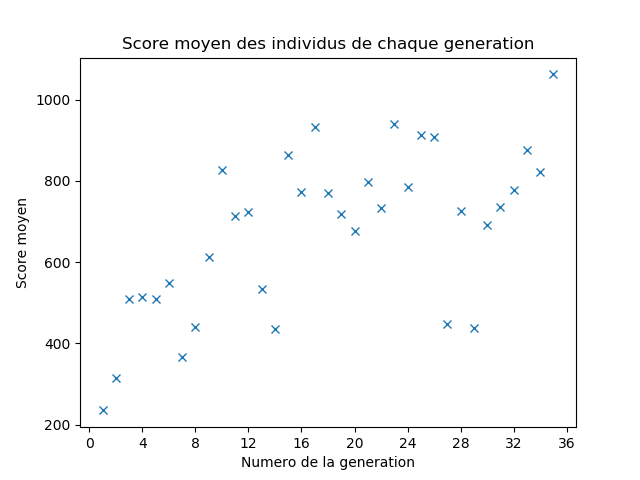 Score moyen des individus de chaque generation
1000
800
600
400
200
Score moyen
0 4 8 12 16 20 24 28 32 36
Numero de la generation